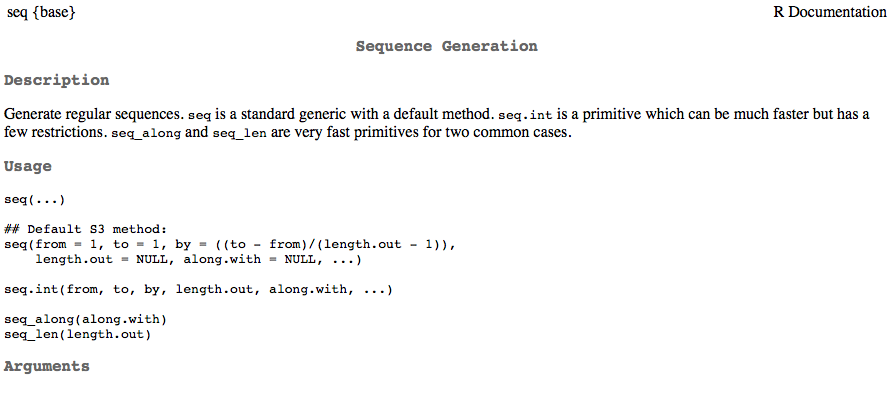 seq {base} R Documentation
Sequence Generation
Description
Generate regular sequences. seq is a standard generic with a default method. seq.int is a primitive which can be much faster but has a
few restrictions. seq_along and seq_len are very fast primitives for two common cases.
Usage
seq(...)
## Default S3 method:
seq(from = 1, to = 1, by = ((to - from)/(length.out - 1)),
    length.out = NULL, along.with = NULL, ...)
seq.int(from, to, by, length.out, along.with, ...)
seq_along(along.with)
seq_len(length.out)
Arguments